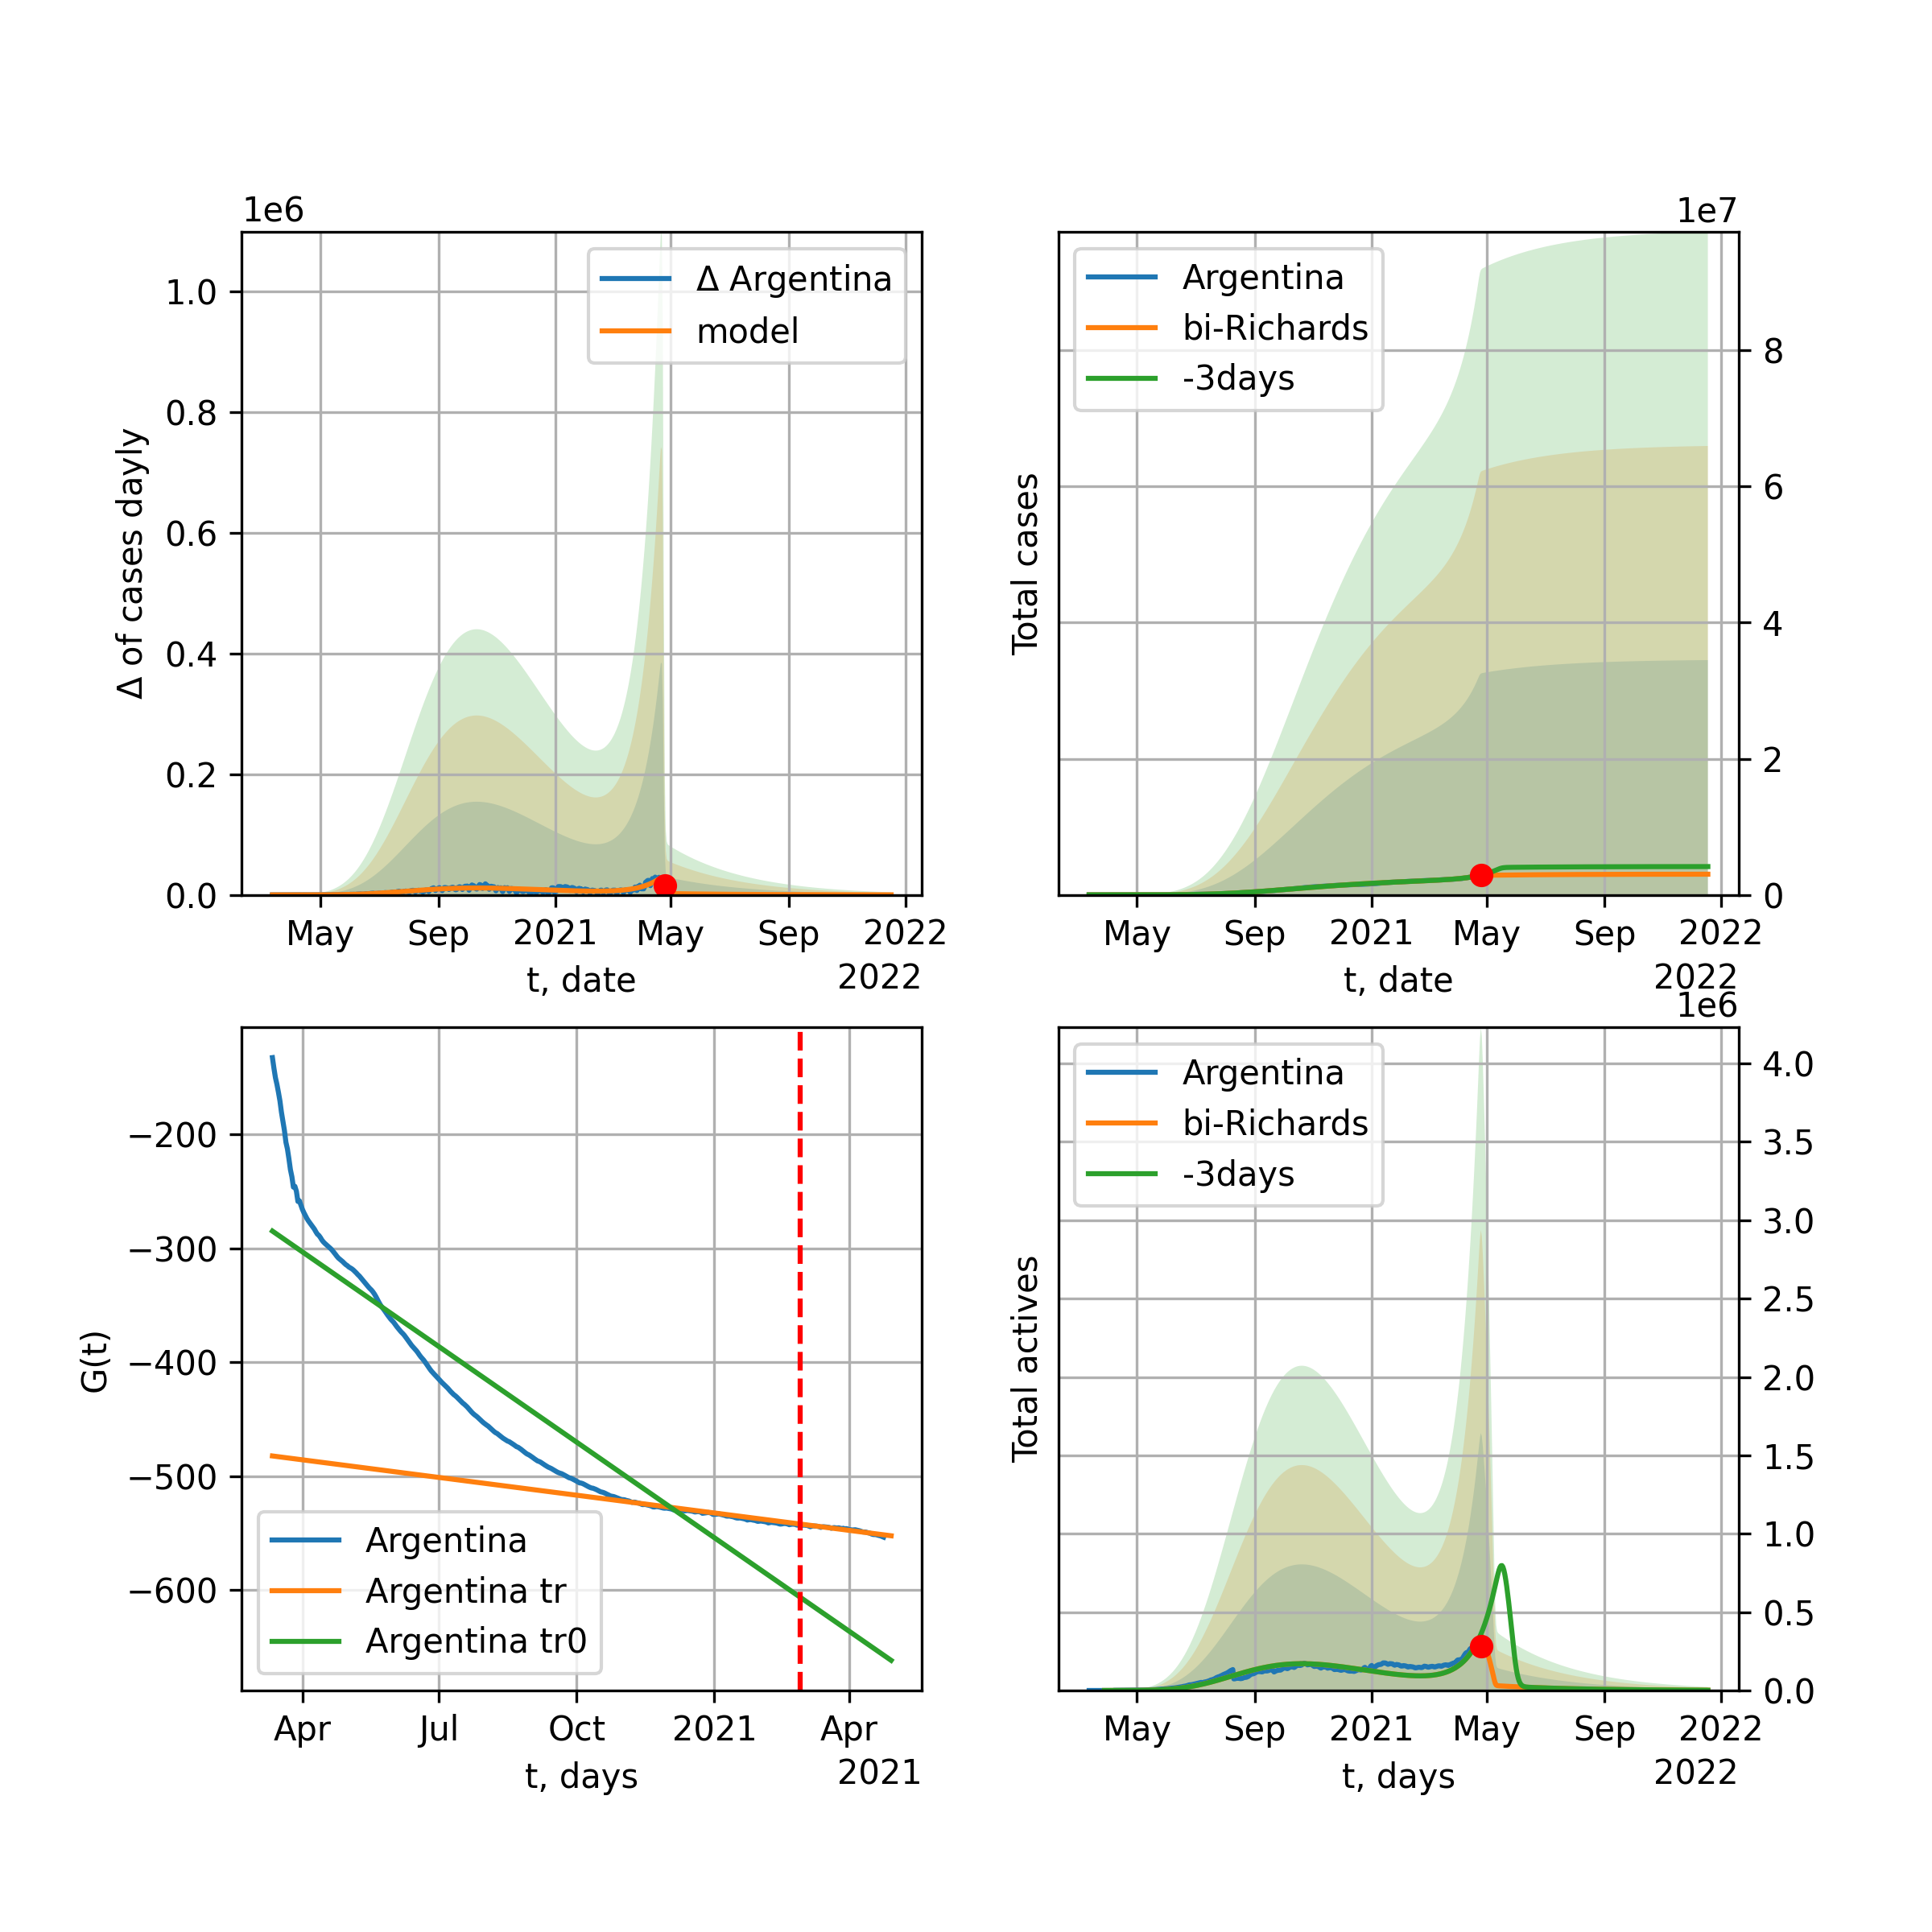 1e6
Δ of cases dayly
1.0
0.8
0.6
0.4
0.2
0.0
Δ Argentina
model
May Sep 2021 May Sep 2022
t, date
2022
1e7
Total cases
Argentina
bi-Richards
-3days
8
6
4
2
0
May Sep 2021 May Sep 2022
t, date
2022
G(t)
−200
−300
−400
−500
−600
Argentina
Argentina tr
Argentina tr0
Apr Jul Oct 2021 Apr
t, days
2021
1e6
Total actives
Argentina
bi-Richards
-3days
4.0
3.5
3.0
2.5
2.0
1.5
1.0
0.5
0.0
May Sep 2021 May Sep 2022
t, days
2022